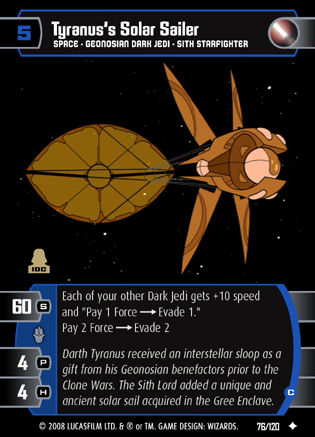 5 Tyranus's Solar Sailer
SPACE • GEONOSIAN DARK JEDI • SITH STARFIGHTER
IDC
60 S
4 P
4 H
Each of your other Dark Jedi gets +10 speed
and "Pay 1 Force → Evade 1."
Pay 2 Force → Evade 2
Darth Tyranus received an interstellar sloop as a
gift from his Geonosian benefactors prior to the
Clone Wars. The Sith Lord added a unique and
ancient solar sail acquired in the Gree Enclave.
C
© 2008 LUCASFILM LTD. & ® or TM. GAME DESIGN: WIZARDS. 76/120